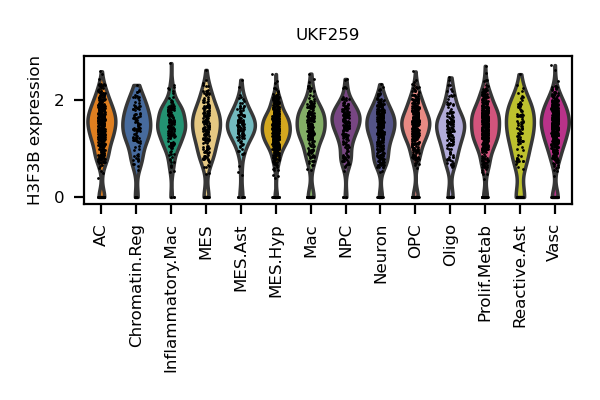 UKF259
H3F3B expression
2
0
AC
Chromatin.Reg
Inflammatory.Mac
MES
MES.Ast
MES.Hyp
Mac
NPC
Neuron
OPC
Oligo
Prolif.Metab
Reactive.Ast
Vasc